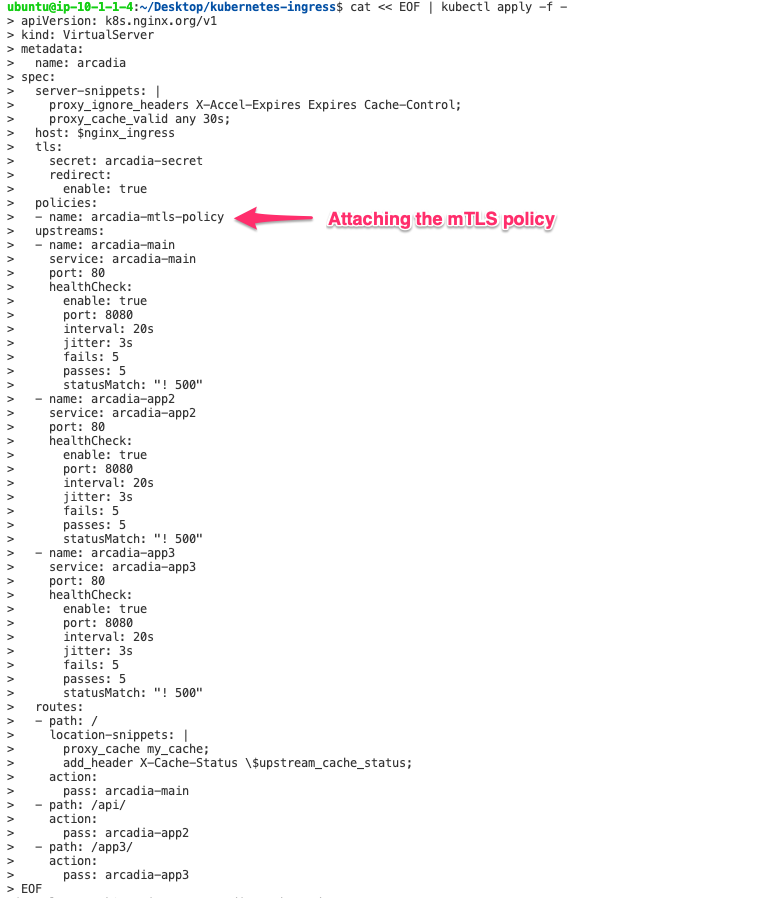 ubuntu@ip-10-1-1-4:~/Desktop/kubernetes-ingress$ cat << EOF | kubectl apply -f -
> apiVersion: k8s.nginx.org/v1
> kind: VirtualServer
> metadata:
>   name: arcadia
> spec:
>   server-snippets: |
>     proxy_ignore_headers X-Accel-Expires Expires Cache-Control;
>     proxy_cache_valid any 30s;
>   host: $nginx_ingress
>   tls:
>     secret: arcadia-secret
>     redirect:
>       enable: true
>   policies:
>   - name: arcadia-mtls-policy Attaching the mTLS policy
>   upstreams:
>   - name: arcadia-main
>     service: arcadia-main
>     port: 80
>     healthCheck:
>       enable: true
>       port: 8080
>       interval: 20s
>       jitter: 3s
>       fails: 5
>       passes: 5
>       statusMatch: "! 500"
>   - name: arcadia-app2
>     service: arcadia-app2
>     port: 80
>     healthCheck:
>       enable: true
>       port: 8080
>       interval: 20s
>       jitter: 3s
>       fails: 5
>       passes: 5
>       statusMatch: "! 500"
>   - name: arcadia-app3
>     service: arcadia-app3
>     port: 80
>     healthCheck:
>       enable: true
>       port: 8080
>       interval: 20s
>       jitter: 3s
>       fails: 5
>       passes: 5
>       statusMatch: "! 500"
>   routes:
>   - path: /
>     location-snippets: |
>       proxy_cache my_cache;
>       add_header X-Cache-Status \$upstream_cache_status;
>     action:
>       pass: arcadia-main
>   - path: /api/
>     action:
>       pass: arcadia-app2
>   - path: /app3/
>     action:
>       pass: arcadia-app3
> EOF